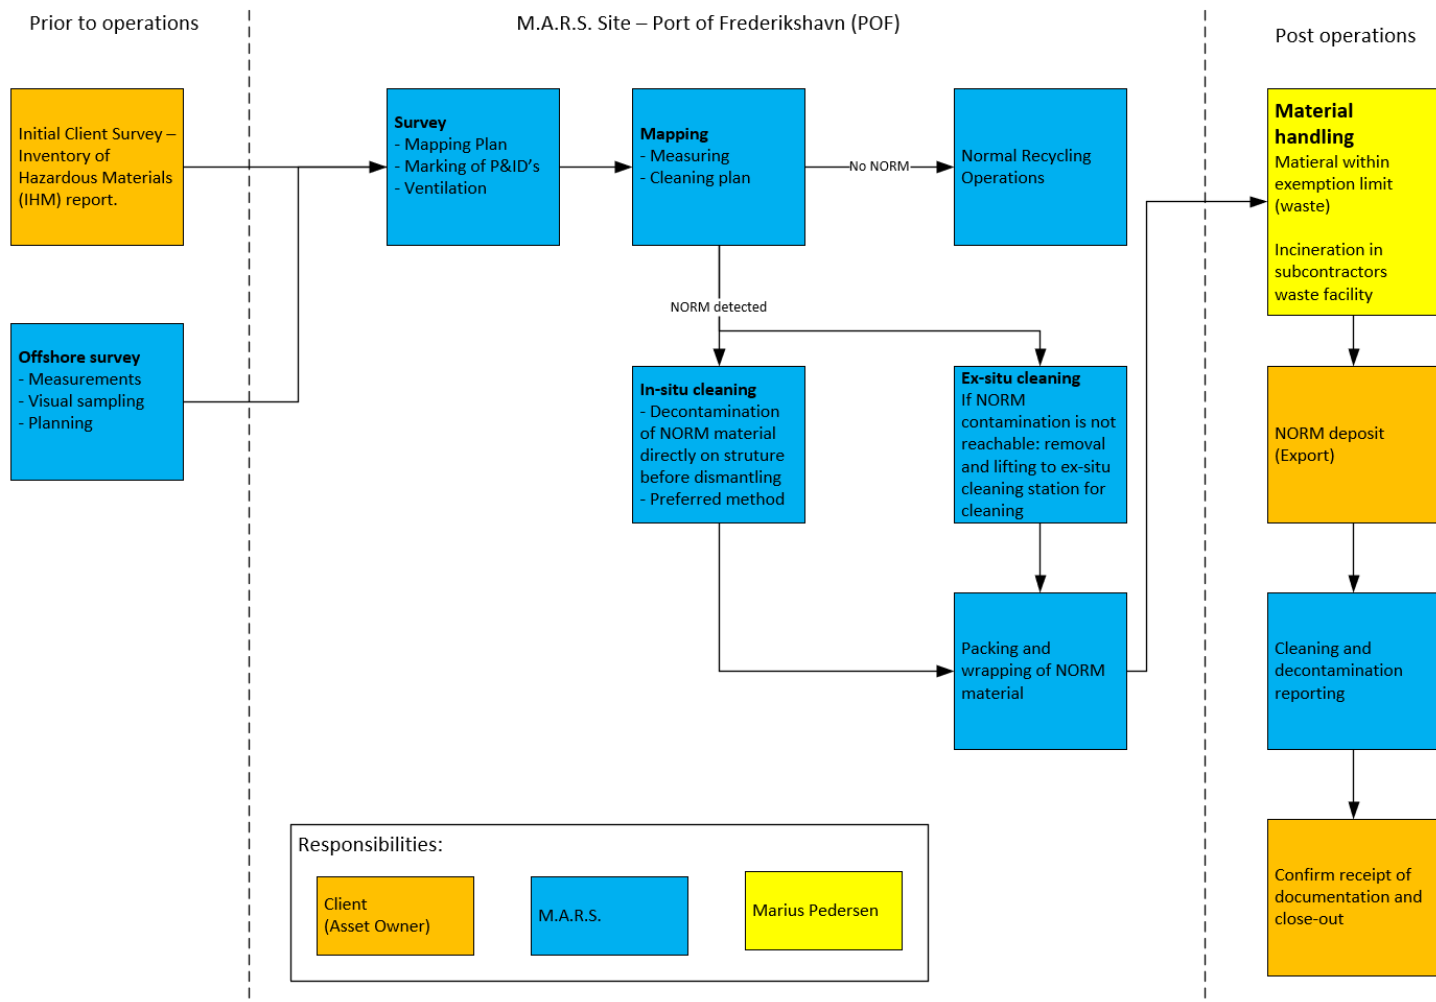 Prior to operations
M.A.R.S. Site – Port of Frederikshavn (POF)
Post operations
Initial Client Survey –
Inventory of
Hazardous Materials
(IHM) report.
Survey
- Mapping Plan
- Marking of P&ID's
- Ventilation
Mapping
- Measuring
- Cleaning plan
No NORM
Normal Recycling
Operations
Material
handling
Matieral within
exemption limit
(waste)
Incineration in
subcontractors
waste facility
NORM detected
Offshore survey
- Measurements
- Visual sampling
- Planning
In-situ cleaning
- Decontamination
of NORM material
directly on struture
before dismantling
- Preferred method
Ex-situ cleaning
If NORM
contamination is not
reachable: removal
and lifting to ex-situ
cleaning station for
cleaning
NORM deposit
(Export)
Packing and
wrapping of NORM
material
Cleaning and
decontamination
reporting
Responsibilities:
Client
(Asset Owner)
M.A.R.S.
Marius Pedersen
Confirm receipt of
documentation and
close-out